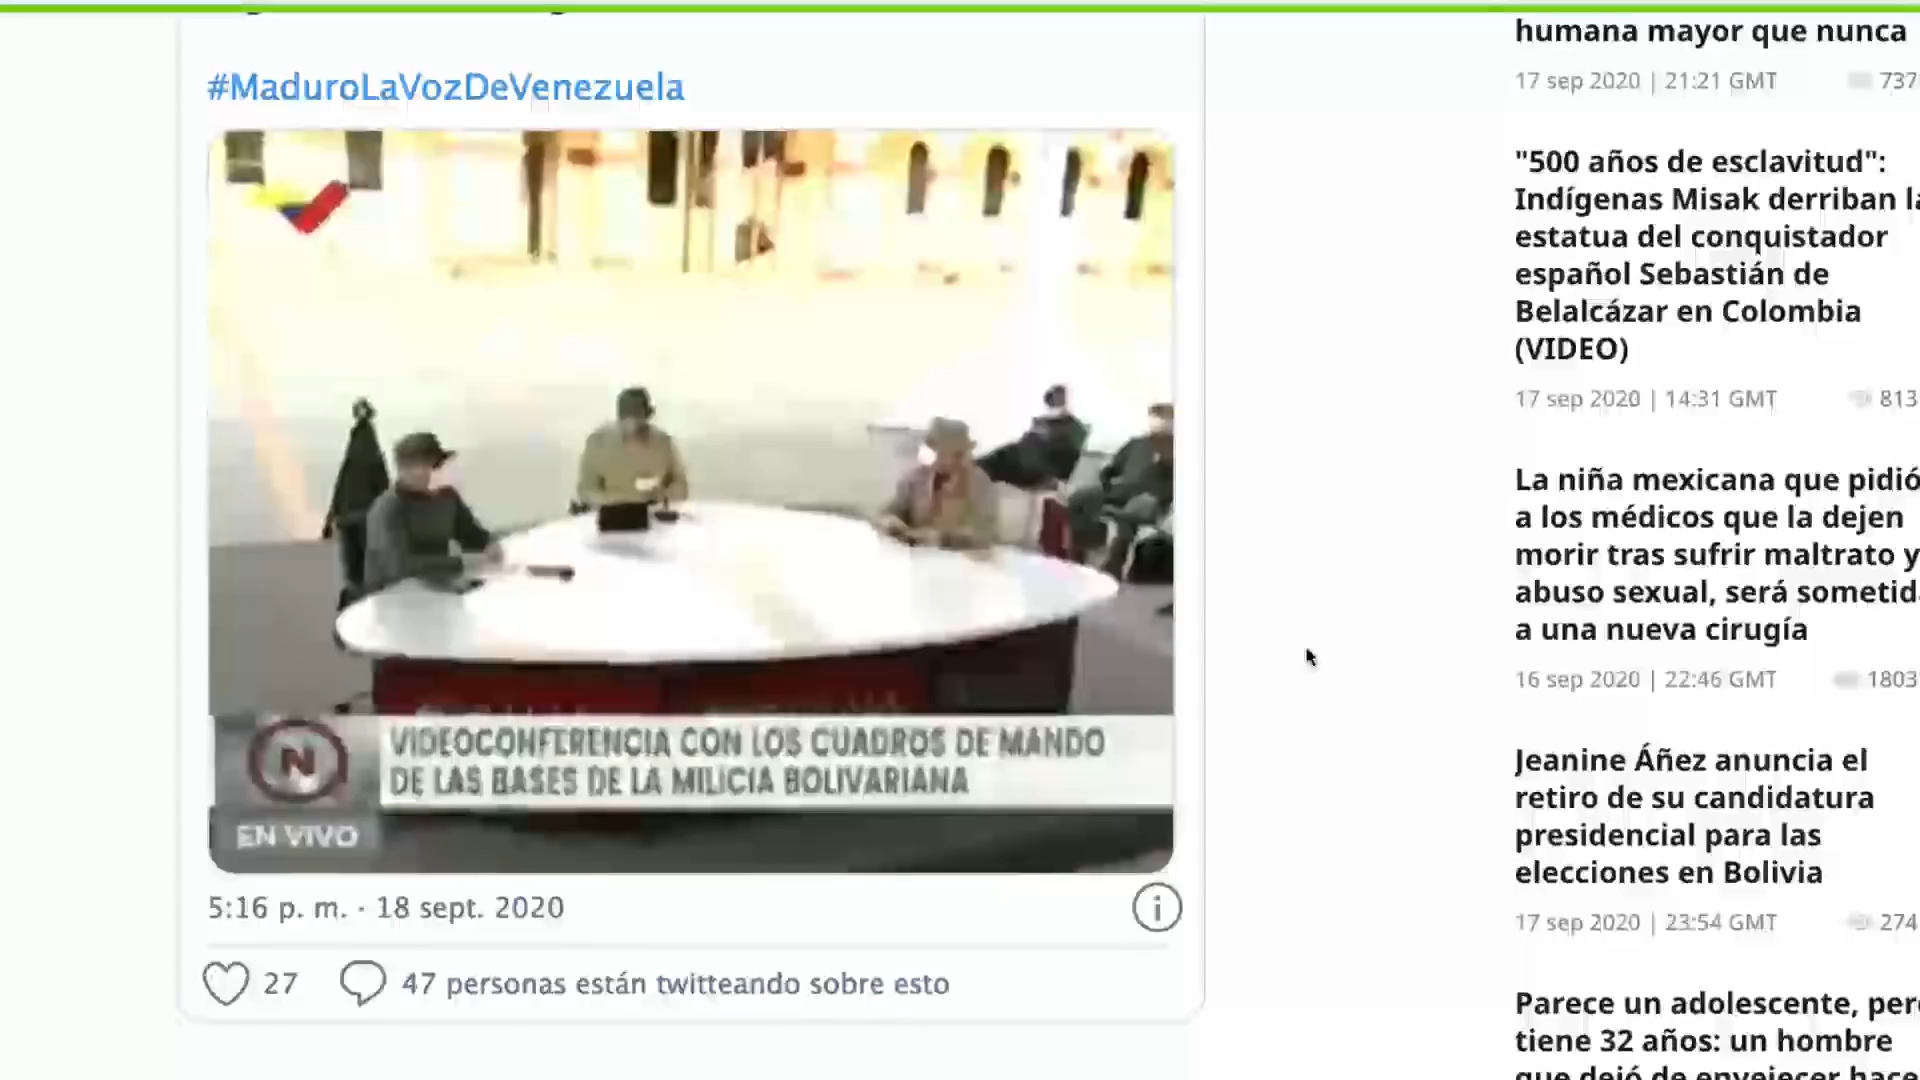 #MaduroLaVozDeVenezuela
VIDEOCONFERENCIA CON LOS CUADROS DE MANDO
DE LAS BASES DE LA MILICIA BOLIVARIANA
N
EN VIVO
5:16 p. m. · 18 sept. 2020
27
47 personas están twitteando sobre esto
humana mayor que nunca
17 sep 2020 | 21:21 GMT
737
"500 años de esclavitud":
Indígenas Misak derriban la
estatua del conquistador
español Sebastián de
Belalcázar en Colombia
(VIDEO)
17 sep 2020 | 14:31 GMT
813
La niña mexicana que pidió
a los médicos que la dejen
morir tras sufrir maltrato y
abuso sexual, será sometid
a una nueva cirugía
16 sep 2020 | 22:46 GMT
1803
Jeanine Áñez anuncia el
retiro de su candidatura
presidencial para las
elecciones en Bolivia
17 sep 2020 | 23:54 GMT
274
Parece un adolescente, pero
tiene 32 años: un hombre
que dejó de envejecer hace